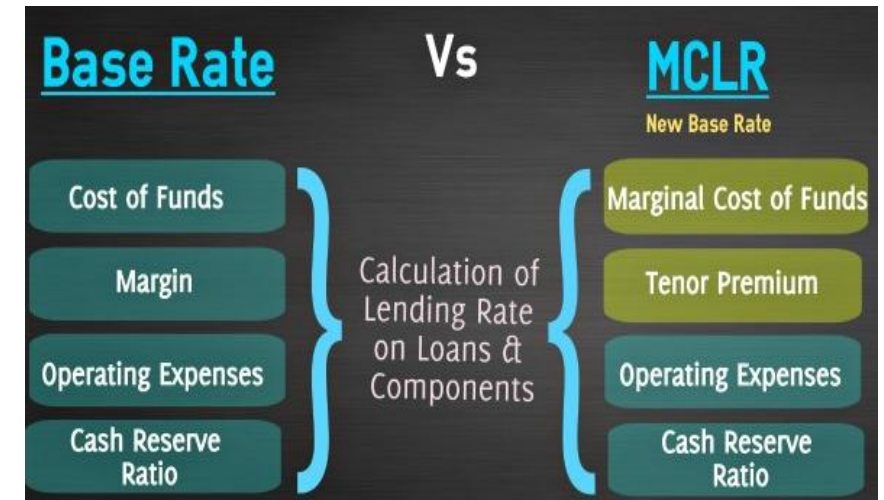 Base Rate
Vs
MCLR
New Base Rate
Cost of Funds
Margin
Operating Expenses
Cash Reserve
Ratio
Calculation of
Lending Rate
on Loans &
Components
Marginal Cost of Funds
Tenor Premium
Operating Expenses
Cash Reserve
Ratio